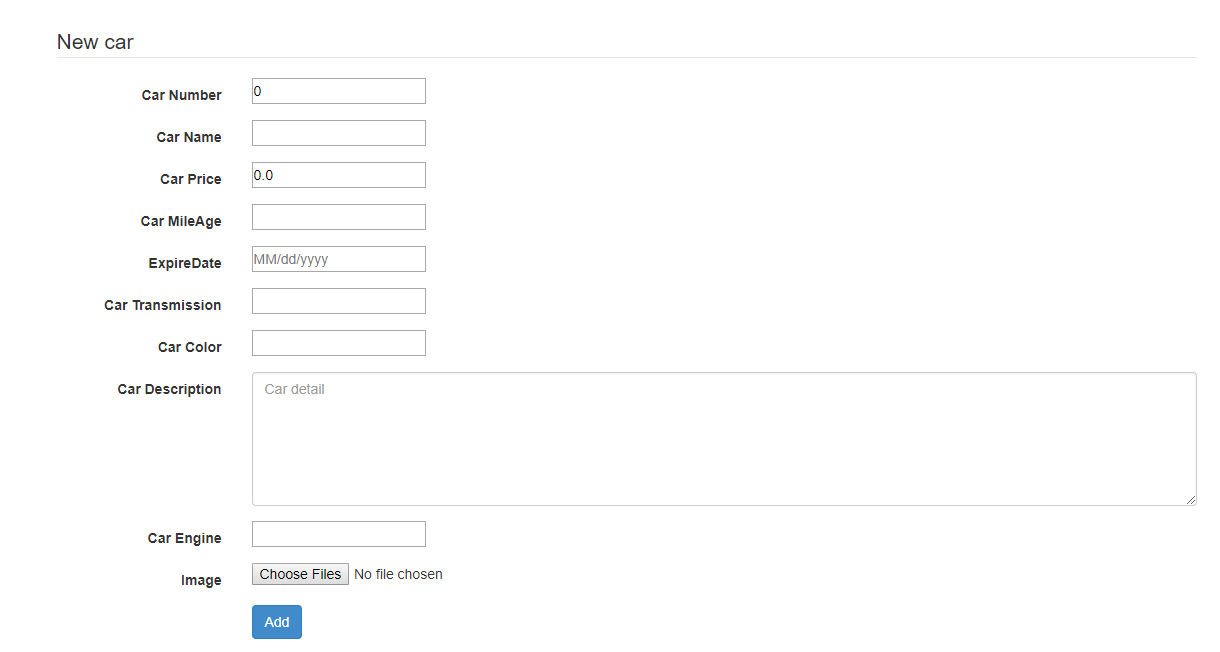 New car
Car Number 0
Car Name
Car Price 0.0
Car MileAge
ExpireDate MM/dd/yyyy
Car Transmission
Car Color
Car Description Car detail
Car Engine
Image Choose Files No file chosen
Add